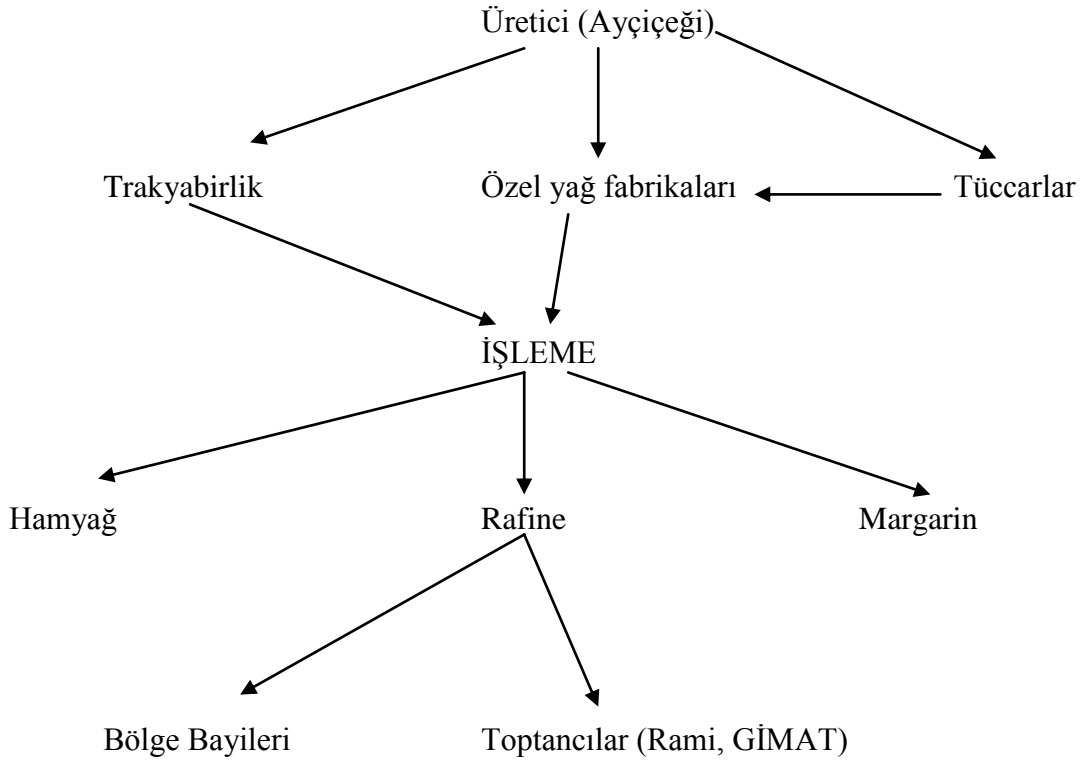 Üretici (Ayçiçeği)
Trakyabirlik
Özel yağ fabrikaları
Tüccarlar
İŞLEME
Hamyağ
Rafine
Margarin
Bölge Bayileri
Toptancılar (Rami, GİMAT)